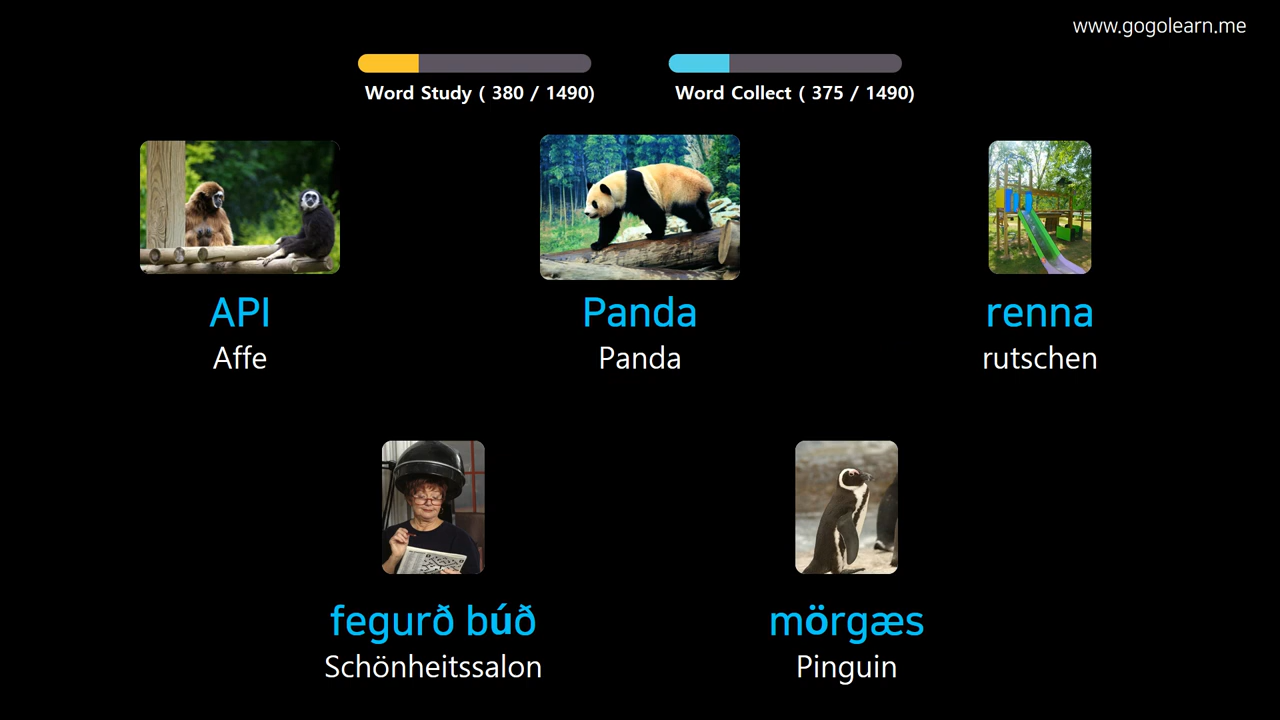 www.gogolearn.me
Word Study ( 380 / 1490)
Word Collect ( 375 / 1490)
API
Panda
renna
Affe
Panda
rutschen
fegurð búð
mörgæs
Schönheitssalon
Pinguin